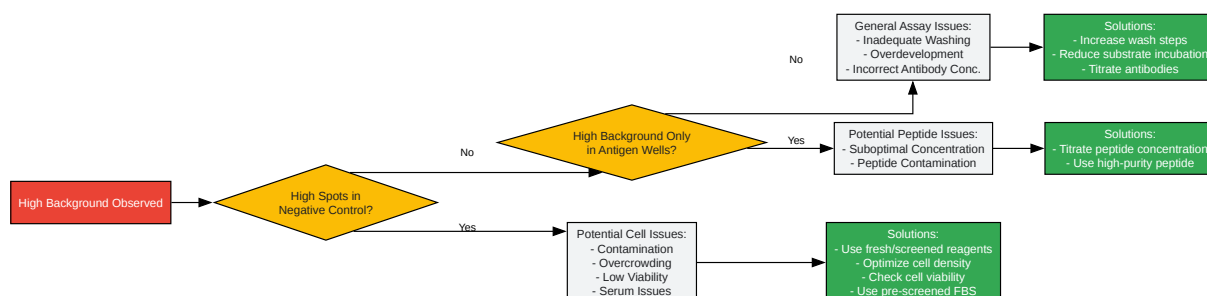 High Background Observed
High Spots in
Negative Control?
No
Yes
High Background Only
in Antigen Wells?
No
Yes
General Assay Issues:
- Inadequate Washing
- Overdevelopment
- Incorrect Antibody Conc.
Solutions:
- Increase wash steps
- Reduce substrate incubation
- Titrate antibodies
Potential Peptide Issues:
- Suboptimal Concentration
- Peptide Contamination
Solutions:
- Titrate peptide concentration
- Use high-purity peptide
Potential Cell Issues:
- Contamination
- Overcrowding
- Low Viability
- Serum Issues
Solutions:
- Use fresh/screened reagents
- Optimize cell density
- Check cell viability
- Use pre-screened FBS